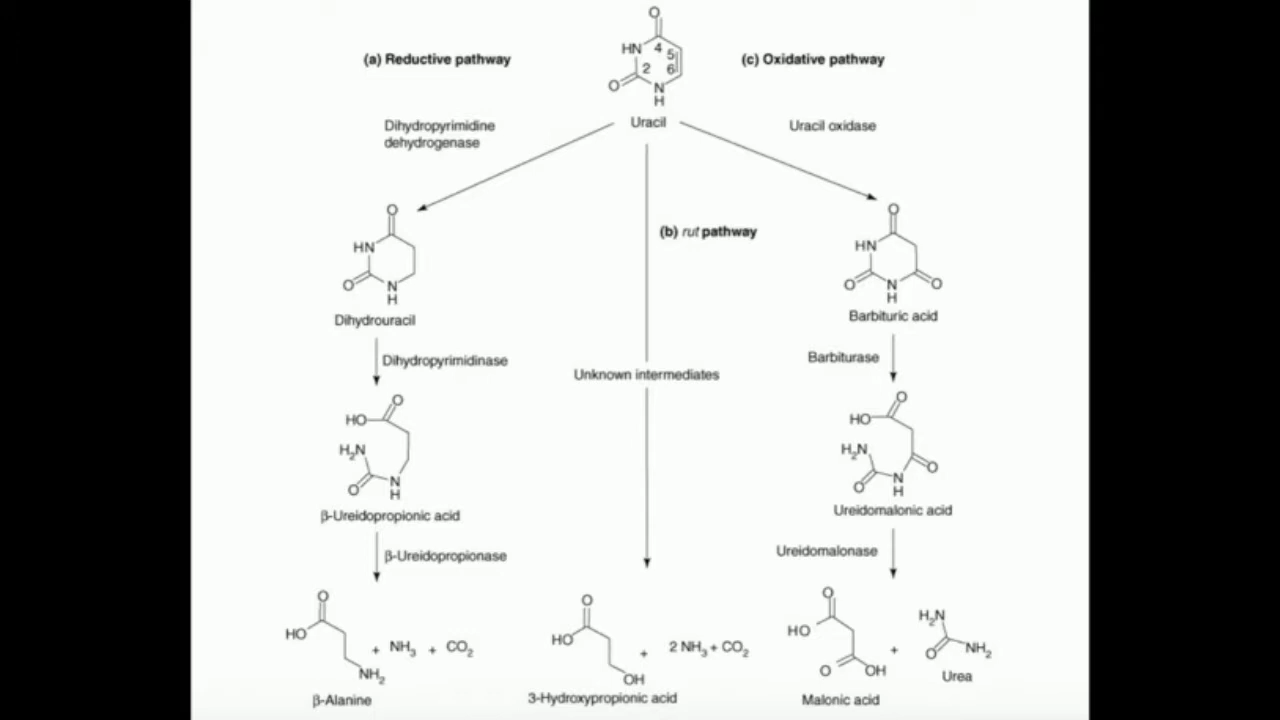 O
HN
4
5
2
6
O
N
H
(a) Reductive pathway
(c) Oxidative pathway
Uracil
Dihydropyrimidine
dehydrogenase
Uracil oxidase
O
HN
O
N
H
Dihydrouracil
(b) rut pathway
O
HN
O
N
H
O
Barbituric acid
Dihydropyrimidinase
Unknown intermediates
Barbiturase
O
HO
H2N
O
N
H
β-Ureidopropionic acid
O
HO
H2N
O
N
H
O
Ureidomalonic acid
β-Ureidopropionase
Ureidomalonase
O
HO
NH2
+ NH3 + CO2
β-Alanine
O
HO
OH
+ 2 NH3 + CO2
3-Hydroxypropionic acid
O
HO
O
OH
Malonic acid
+
H2N
O
NH2
Urea